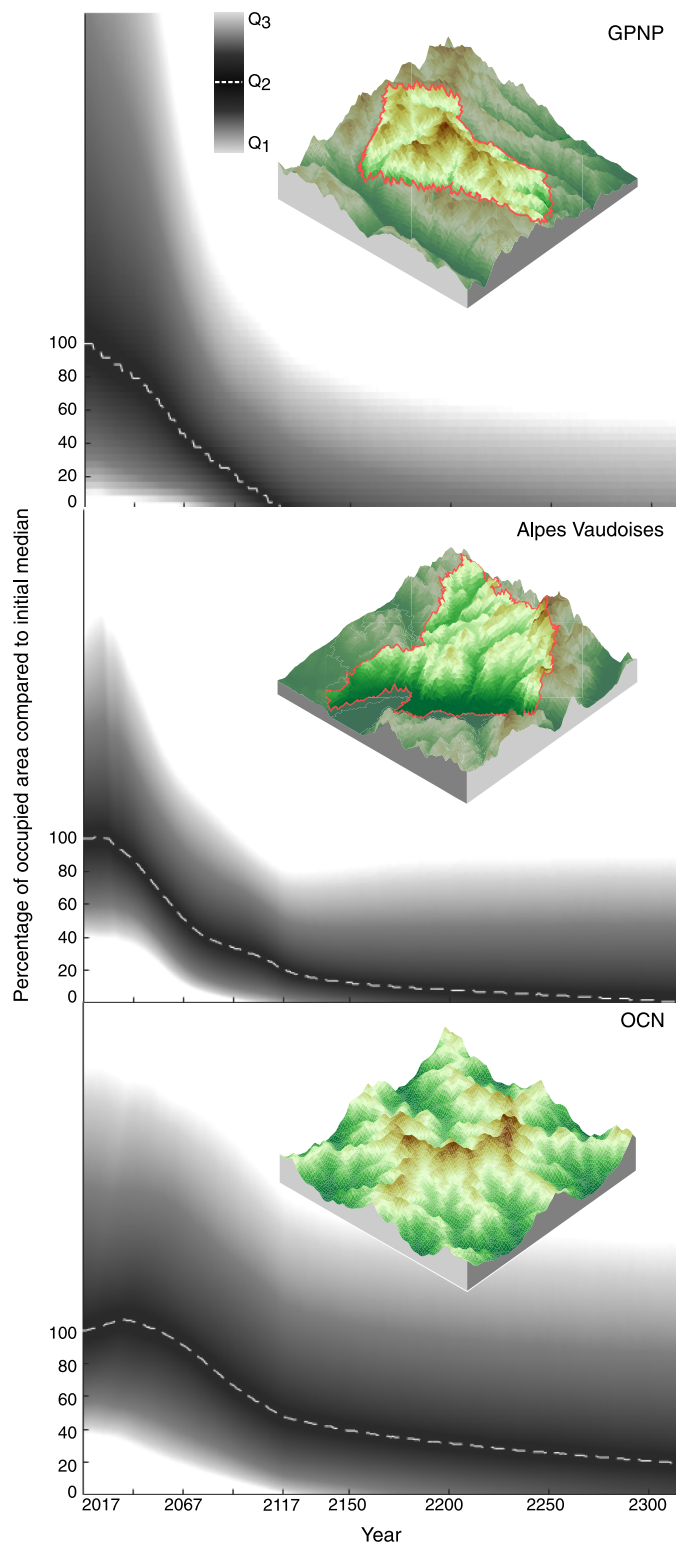 Q3
Q2
Q1
GPNP
100
80
60
40
20
0
Percentage of occupied area compared to initial median
Alpes Vaudoises
100
80
60
40
20
0
OCN
100
80
60
40
20
0
2017 2067 2117 2150 2200 2250 2300
Year